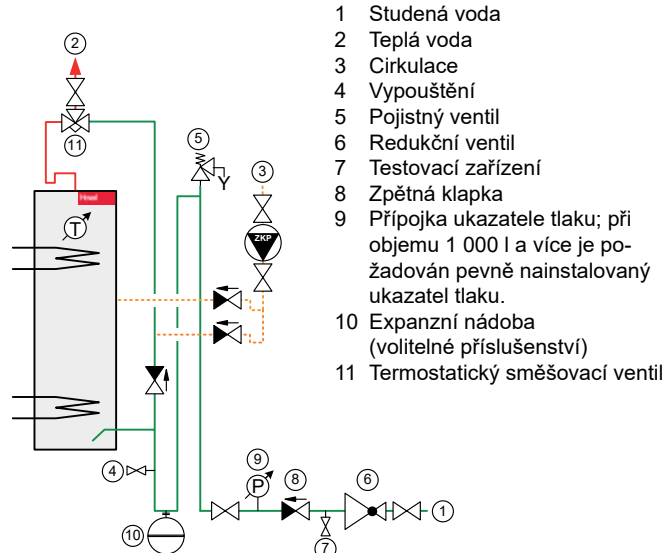 1 Studená voda
2 Teplá voda
3 Cirkulace
4 Vypouštění
5 Pojistný ventil
6 Redukční ventil
7 Testovací zařízení
8 Zpětná klapka
9 Přípojka ukazatele tlaku; při
objemu 1 000 l a více je po-
žadován pevně nainstalovaný
ukazatel tlaku.
10 Expanzní nádoba
(volitelné příslušenství)
11 Termostatický směšovací ventil
2
11
5
3
ZKP
T
4
10
9
P
8
6
1
7